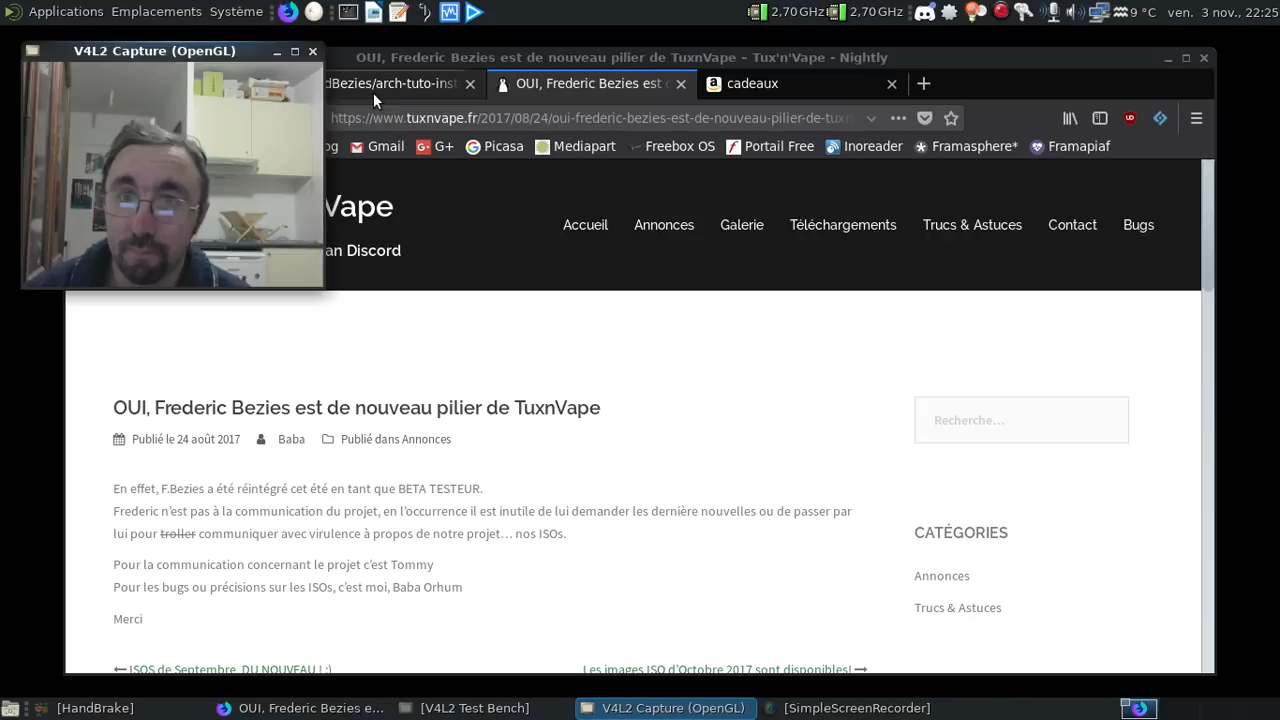 Applications Emplacements Système
2,70 GHz 2,70 GHz
9 °C ven. 3 nov., 22:25
V4L2 Capture (OpenGL)
OUI, Frederic Bezies est de nouveau pilier de TuxnVape - Tux'n'Vape - Nightly
dBezies/arch-tuto-inst
OUI, Frederic Bezies est
cadeaux
https://www.tuxnvape.fr/2017/08/24/oui-frederic-bezies-est-de-nouveau-pilier-de-tuxn
og Gmail G+ Picasa Mediapart Freebox OS Portail Free Inoreader Framasphere* Framapiaf
Vape
an Discord
Accueil Annonces Galerie Téléchargements Trucs & Astuces Contact Bugs
OUI, Frederic Bezies est de nouveau pilier de TuxnVape
Publié le 24 août 2017 Baba Publié dans Annonces
Recherche…
En effet, F.Bezies a été réintégré cet été en tant que BETA TESTEUR.
Frederic n'est pas à la communication du projet, en l'occurrence il est inutile de lui demander les dernière nouvelles ou de passer par
lui pour troller communiquer avec virulence à propos de notre projet… nos ISOs.
Pour la communication concernant le projet c'est Tommy
Pour les bugs ou précisions sur les ISOs, c'est moi, Baba Orhum
Merci
CATÉGORIES
Annonces
Trucs & Astuces
ISOS de Septembre, DU NOUVEAU ! :)
Les images ISO d'Octobre 2017 sont disponibles!
[HandBrake] OUI, Frederic Bezies e... [V4L2 Test Bench] V4L2 Capture (OpenGL) [SimpleScreenRecorder]